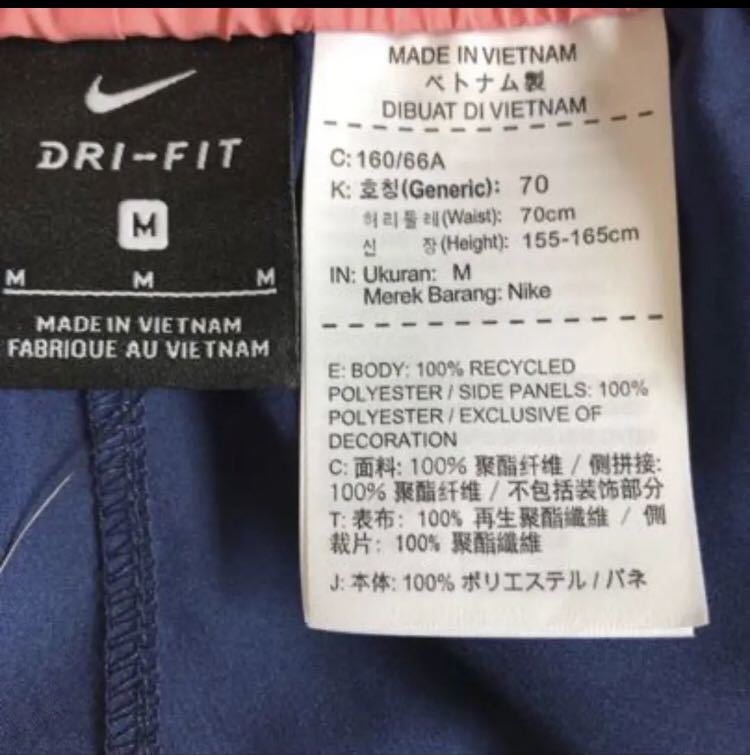 DRI-FIT
M
M M M
MADE IN VIETNAM
FABRIQUE AU VIETNAM
MADE IN VIETNAM
ベトナム製
DIBUAT DI VIETNAM
C: 160/66A
K: 호칭(Generic): 70
허리둘레(Waist): 70cm
신 장(Height): 155-165cm
IN: Ukuran: M
Merek Barang: Nike
E: BODY: 100% RECYCLED
POLYESTER / SIDE PANELS: 100%
POLYESTER / EXCLUSIVE OF
DECORATION
C: 面料: 100% 聚酯纤维 / 侧拼接:
100% 聚酯纤维 / 不包括装饰部分
T: 表布: 100% 再生聚酯纖維 / 側
裁片: 100% 聚酯纖維
J: 本体: 100% ポリエステル / パネ